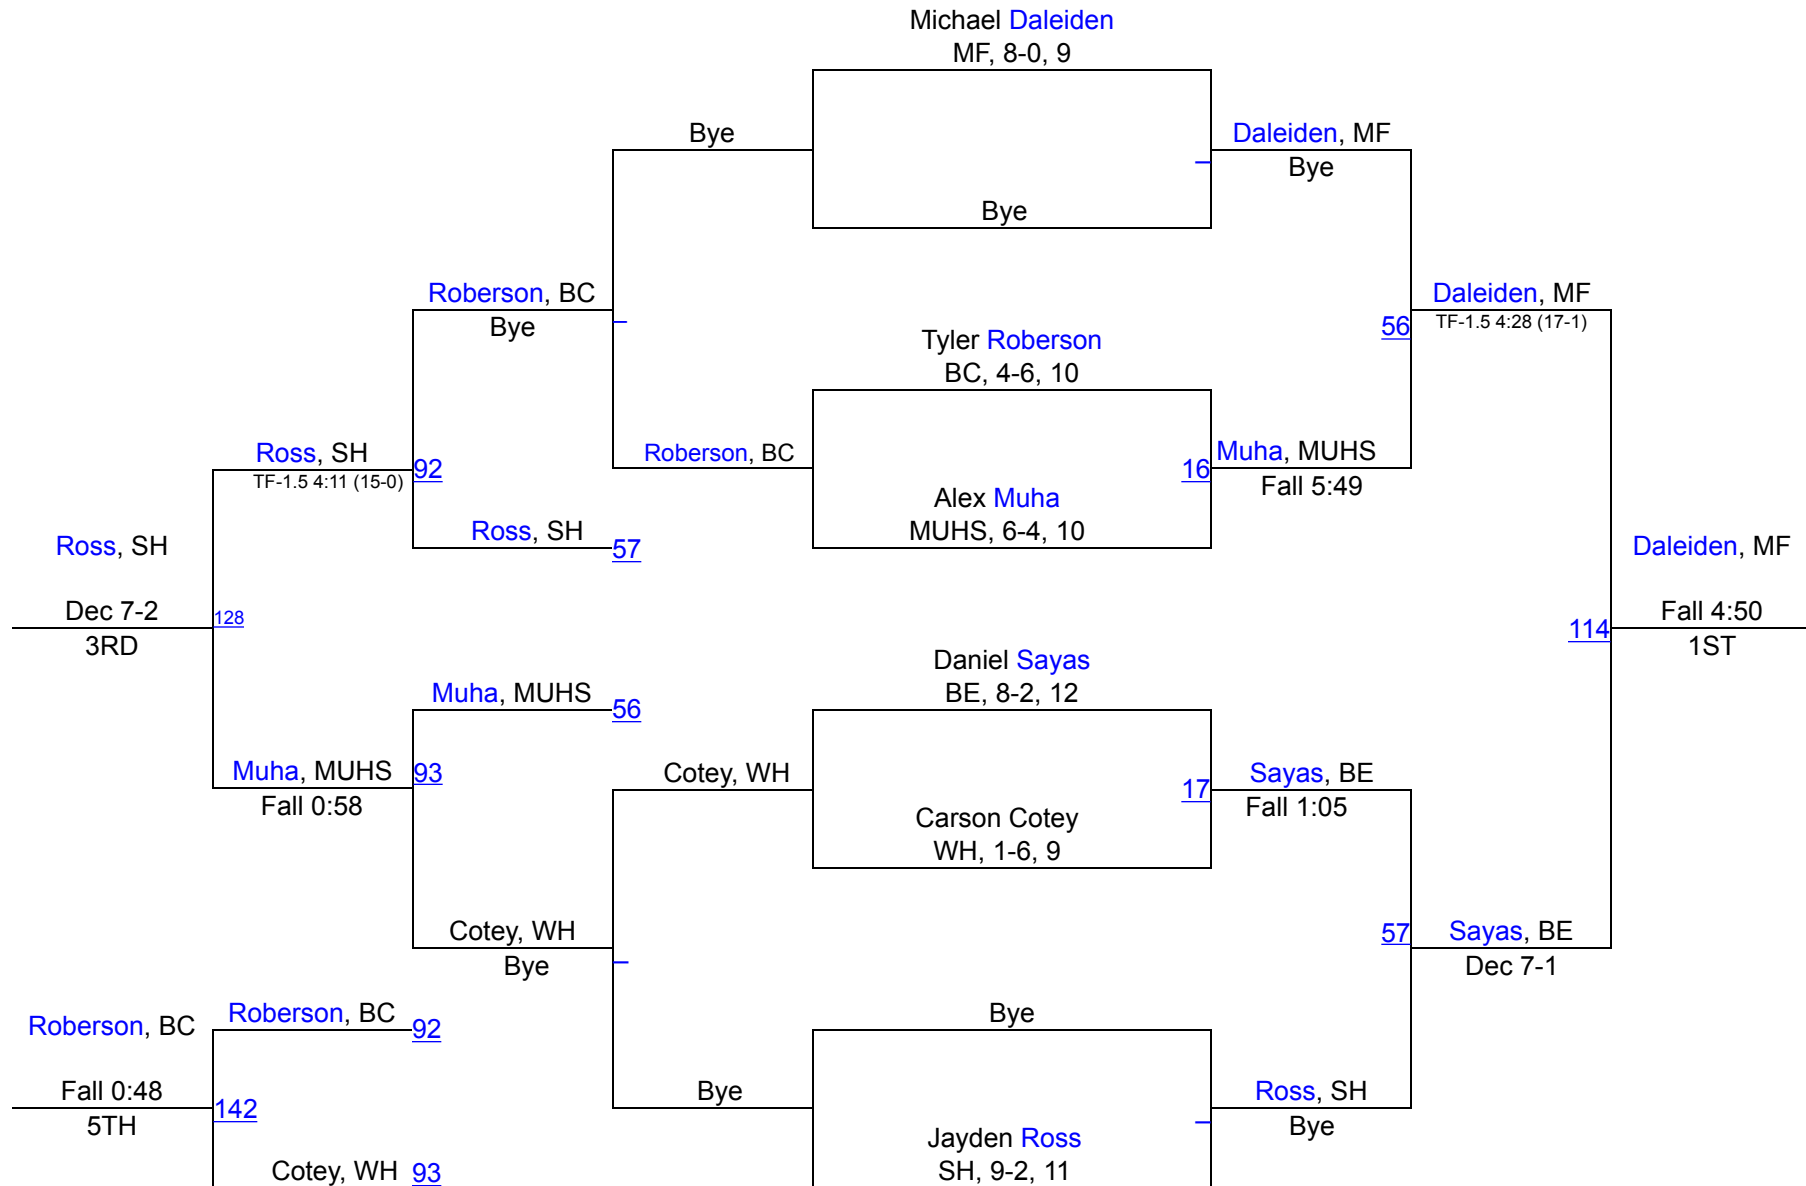 Michael Daleiden
MF, 8-0, 9
Bye
Daleiden, MF
Bye
Bye
Roberson, BC
Bye
Daleiden, MF
TF-1.5 4:28 (17-1)
56
Tyler Roberson
BC, 4-6, 10
Ross, SH
TF-1.5 4:11 (15-0)
92
Roberson, BC
16
Muha, MUHS
Fall 5:49
Alex Muha
MUHS, 6-4, 10
Ross, SH
57
Ross, SH
Dec 7-2
3RD
128
Daleiden, MF
Fall 4:50
1ST
114
Daniel Sayas
BE, 8-2, 12
Muha, MUHS
56
Muha, MUHS
Fall 0:58
93
Cotey, WH
17
Sayas, BE
Fall 1:05
Carson Cotey
WH, 1-6, 9
Cotey, WH
Bye
57
Sayas, BE
Dec 7-1
Roberson, BC
Roberson, BC
92
Bye
Fall 0:48
5TH
142
Bye
Ross, SH
Bye
Jayden Ross
SH, 9-2, 11
Cotey, WH
93